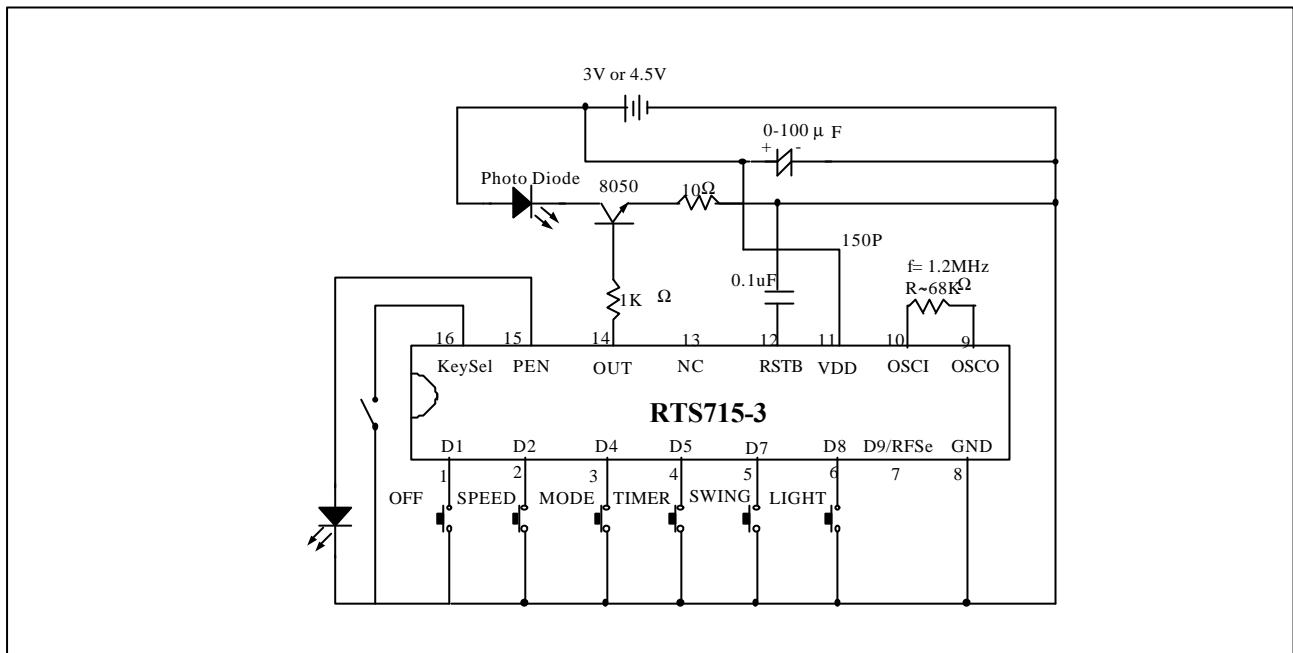 3V or 4.5V
0-100 μ F
+ -
Photo Diode
8050
10Ω
150P
f= 1.2MHz
R~68KΩ
0.1uF
1K Ω
16 15 14 13 12 11 10 9
KeySel PEN OUT NC RSTB VDD OSCI OSCO
RTS715-3
D1 D2 D4 D5 D7 D8 D9/RFSe GND
1 2 3 4 5 6 7 8
OFF SPEED MODE TIMER SWING LIGHT